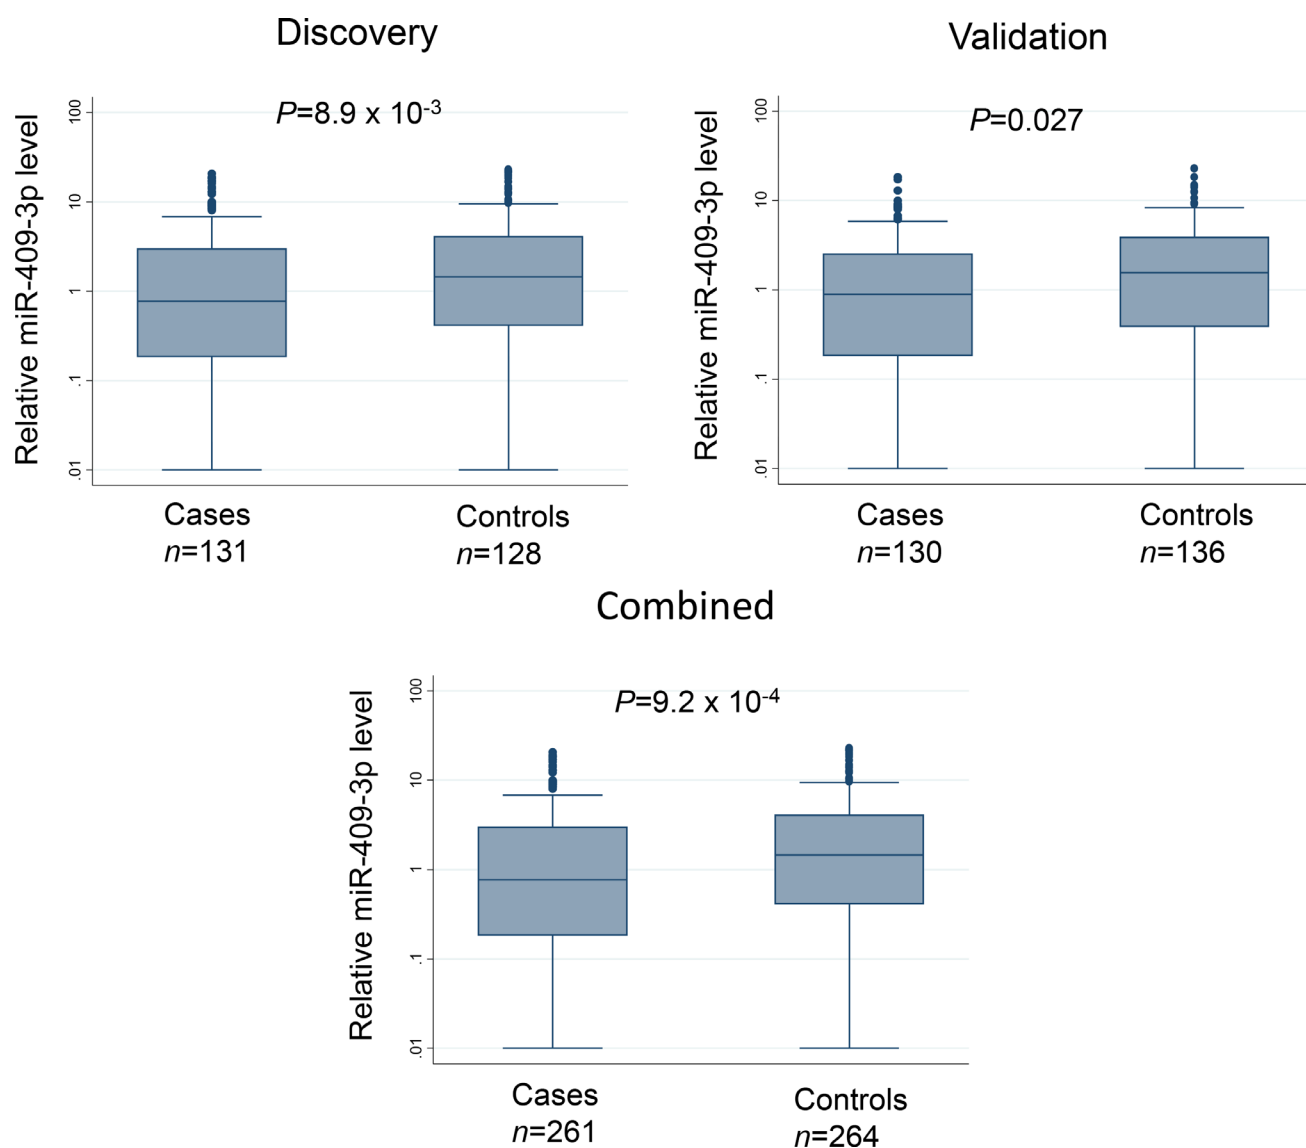 Discovery
Validation
P=8.9 x 10-3
Relative miR-409-3p level
100
10
1
.1
.01
Cases
n=131
Controls
n=128
P=0.027
Relative miR-409-3p level
100
10
1
.1
.01
Cases
n=130
Controls
n=136
Combined
P=9.2 x 10-4
Relative miR-409-3p level
100
10
1
.1
.01
Cases
n=261
Controls
n=264